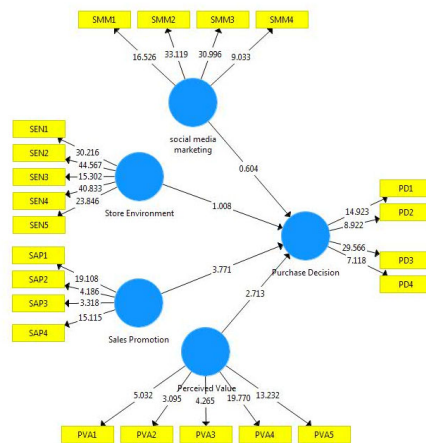 SMM1 SMM2 SMM3 SMM4
16.526 33.119 30.996 9.033
social media
marketing
0.604
SEN1
SEN2
SEN3
SEN4
SEN5
30.216
44.567
15.302
40.833
23.846
Store Environment
1.008
PD1
PD2
PD3
PD4
14.923
8.922
29.566
7.118
Purchase Decision
SAP1
SAP2
SAP3
SAP4
19.108
4.186
3.318
15.115
Sales Promotion
3.771
2.713
Perceived Value
5.032 3.095 4.265 19.770 13.232
PVA1 PVA2 PVA3 PVA4 PVA5